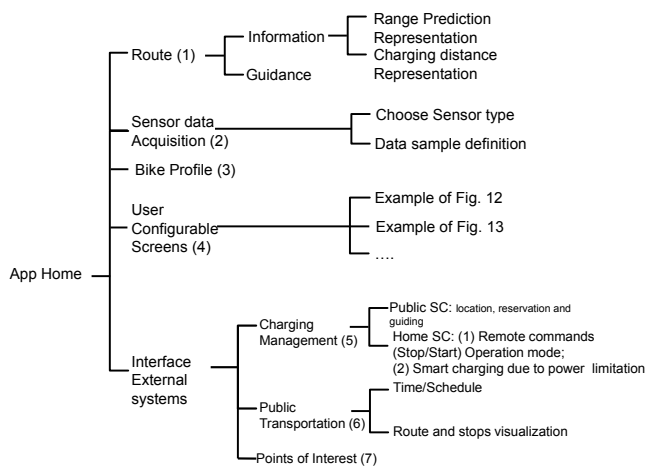 Range Prediction
Representation
Charging distance
Representation
Information
Route (1)
Guidance
Sensor data
Acquisition (2)
Choose Sensor type
Data sample definition
Bike Profile (3)
User
Configurable
Screens (4)
Example of Fig. 12
Example of Fig. 13
....
App Home
Interface
External
systems
Charging
Management (5)
Public SC: location, reservation and
guiding
Home SC: (1) Remote commands
(Stop/Start) Operation mode;
(2) Smart charging due to power limitation
Public
Transportation (6)
Time/Schedule
Route and stops visualization
Points of Interest (7)